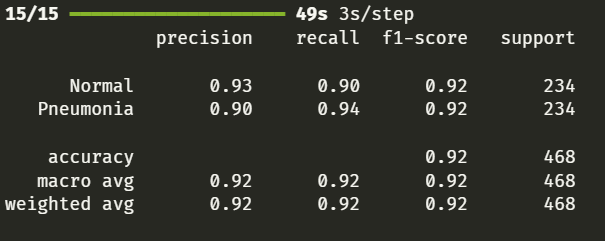 15/15 ━━━━━━━━━━━━━━━━━━━━ 49s 3s/step
precision recall f1-score support
Normal 0.93 0.90 0.92 234
Pneumonia 0.90 0.94 0.92 234
accuracy 0.92 468
macro avg 0.92 0.92 0.92 468
weighted avg 0.92 0.92 0.92 468